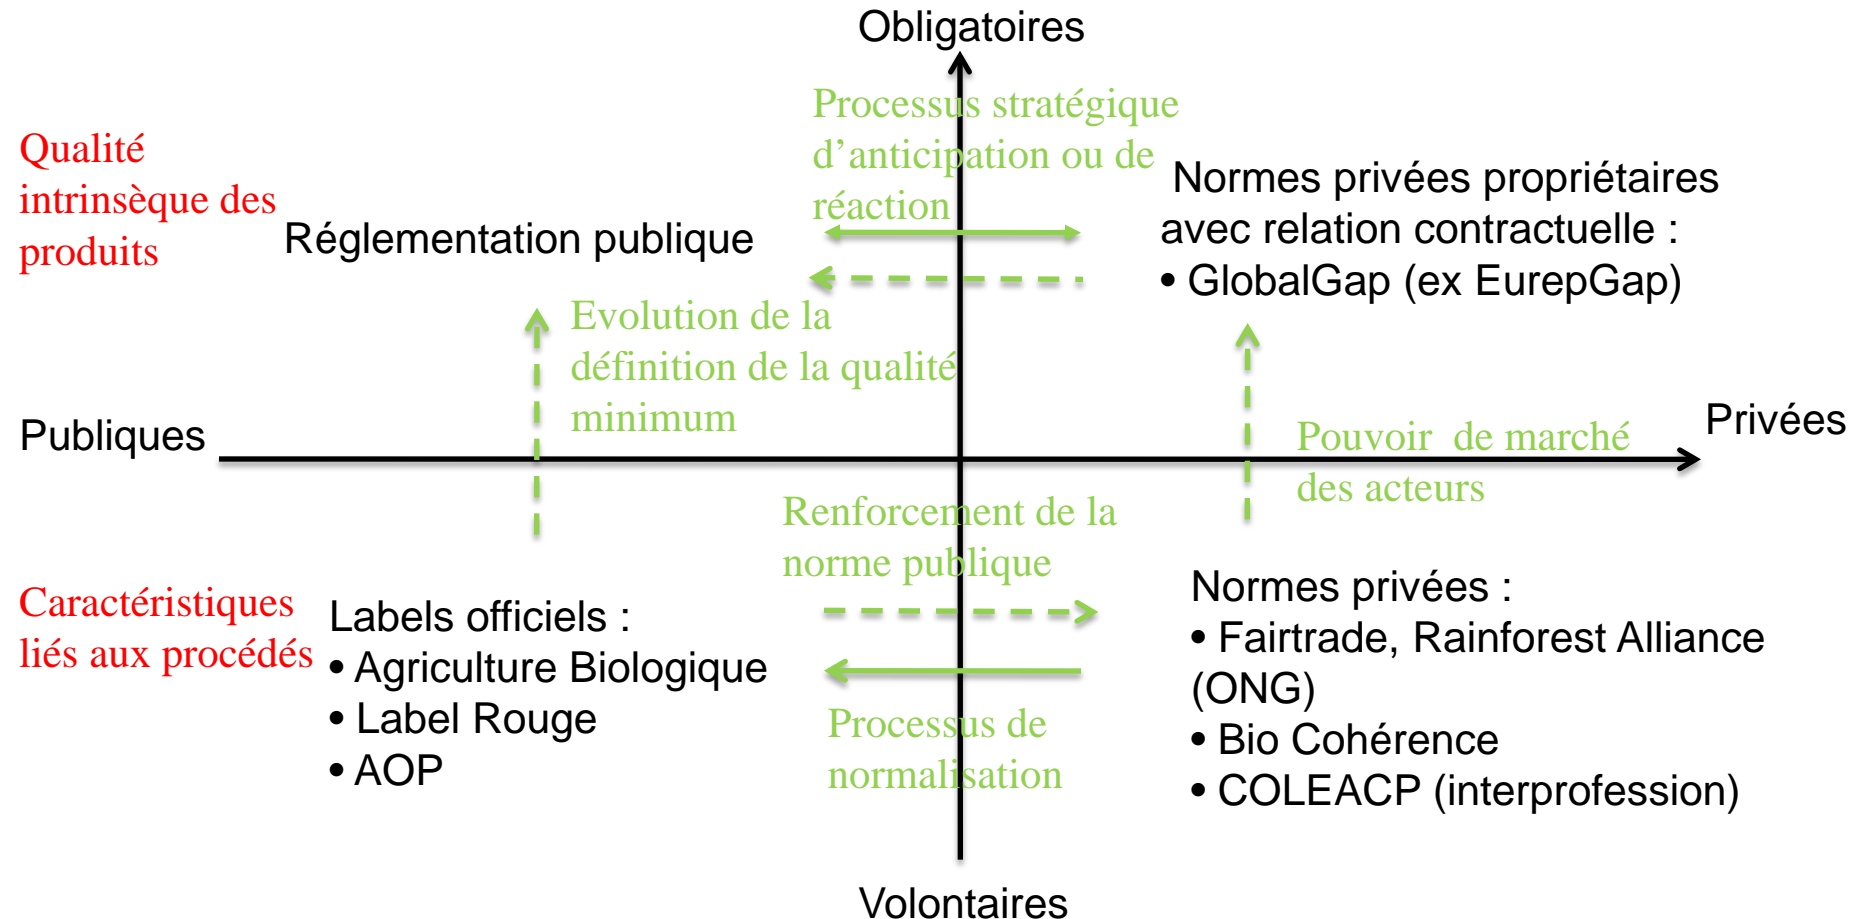 Obligatoires
Processus stratégique
d’anticipation ou de
réaction
Qualité
intrinsèque des
produits
Réglementation publique
Normes privées propriétaires
avec relation contractuelle :
• GlobalGap (ex EurepGap)
Evolution de la
définition de la qualité
minimum
Publiques
Privées
Pouvoir de marché
des acteurs
Renforcement de la
norme publique
Caractéristiques
liés aux procédés
Labels officiels :
• Agriculture Biologique
• Label Rouge
• AOP
Processus de
normalisation
Normes privées :
• Fairtrade, Rainforest Alliance
(ONG)
• Bio Cohérence
• COLEACP (interprofession)
Volontaires